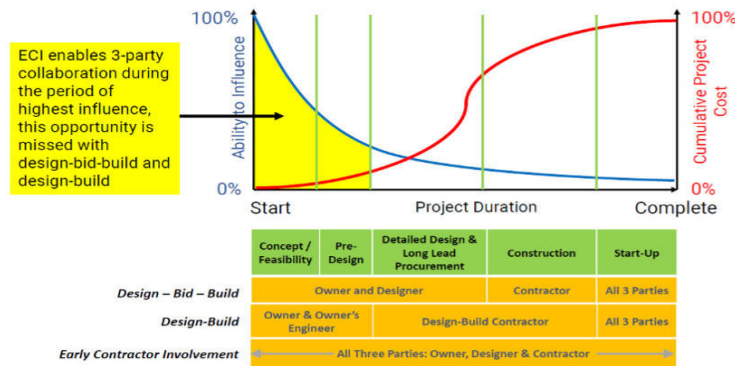 ECI enables 3-party
collaboration during
the period of
highest influence,
this opportunity is
missed with
design-bid-build and
design-build
100%
Ability to Influence
0%
100%
Cumulative Project
Cost
0%
Start
Project Duration
Complete
Concept /
Feasibility
Pre-
Design
Detailed Design &
Long Lead
Procurement
Construction
Start-Up
Design – Bid – Build
Owner and Designer
Contractor
All 3 Parties
Design-Build
Owner & Owner's
Engineer
Design-Build Contractor
All 3 Parties
Early Contractor Involvement
All Three Parties: Owner, Designer & Contractor